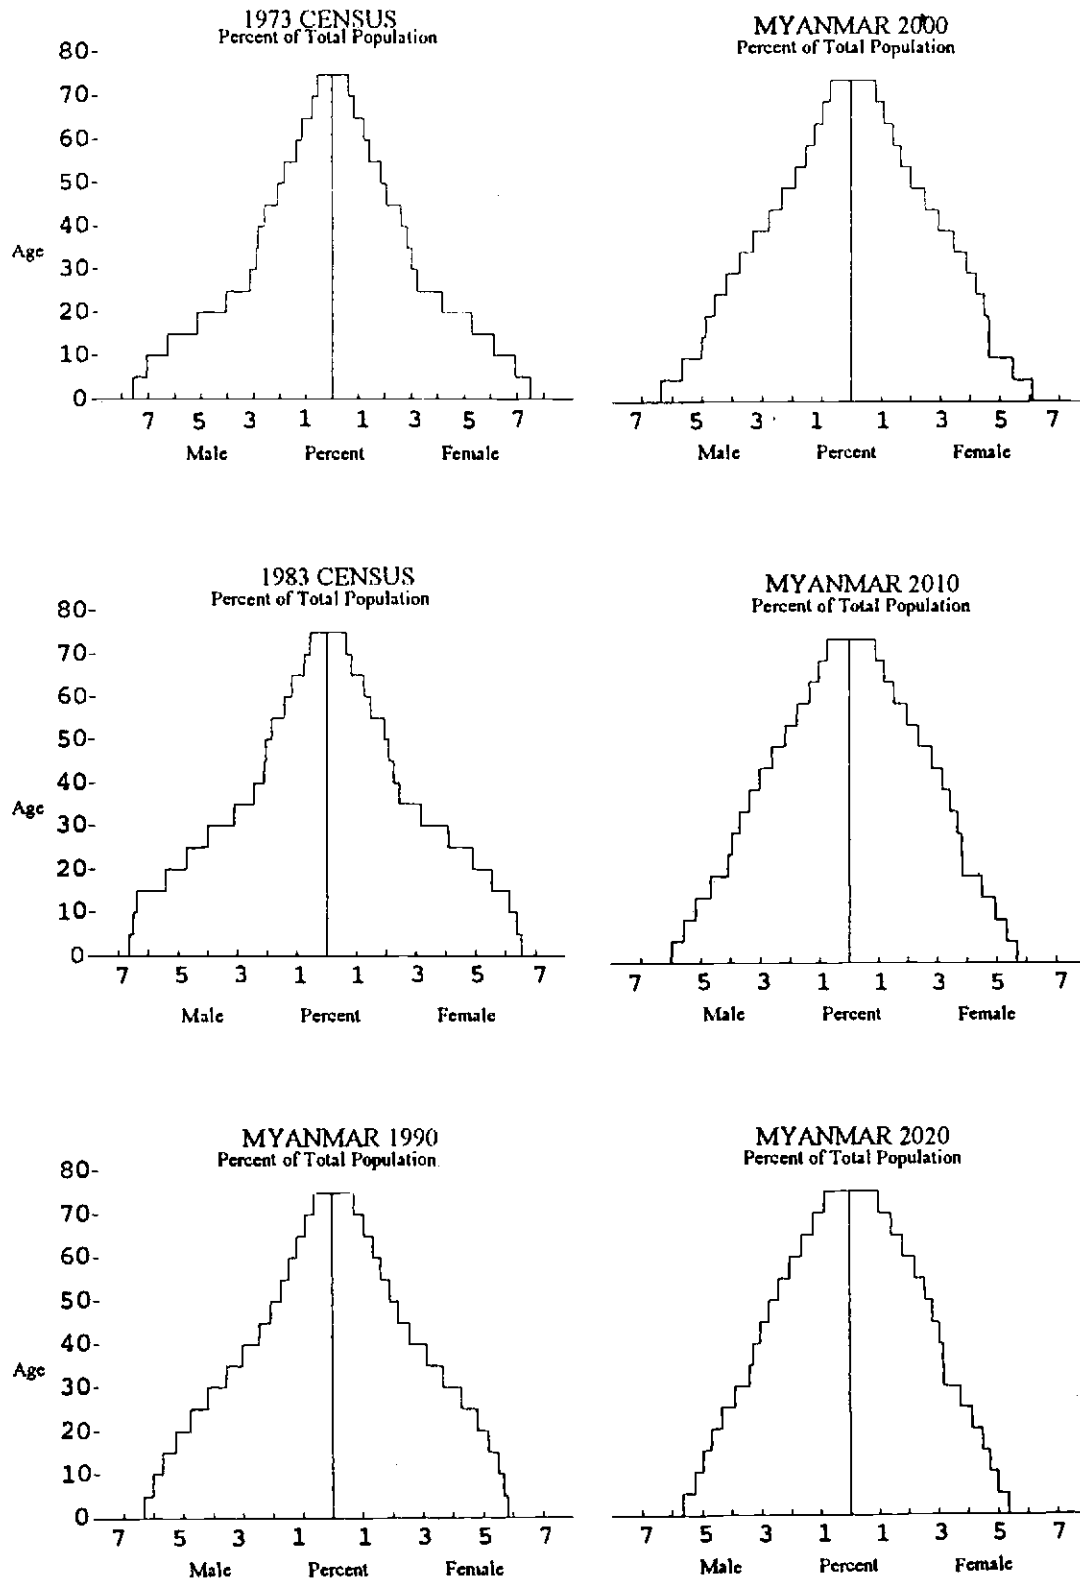 1973 CENSUS
Percent of Total Population
80-
70-
60-
50-
40-
Age
30-
20-
10-
0
7 5 3 1 1 3 5 7
Male Percent Female
MYANMAR 2000
Percent of Total Population
7 5 3 1 1 3 5 7
Male Percent Female
1983 CENSUS
Percent of Total Population
80-
70-
60-
50-
40-
Age
30-
20-
10-
0
7 5 3 1 1 3 5 7
Male Percent Female
MYANMAR 2010
Percent of Total Population
7 5 3 1 1 3 5 7
Male Percent Female
MYANMAR 1990
Percent of Total Population
80-
70-
60-
50-
40-
Age
30-
20-
10-
0
7 5 3 1 1 3 5 7
Male Percent Female
MYANMAR 2020
Percent of Total Population
7 5 3 1 1 3 5 7
Male Percent Female